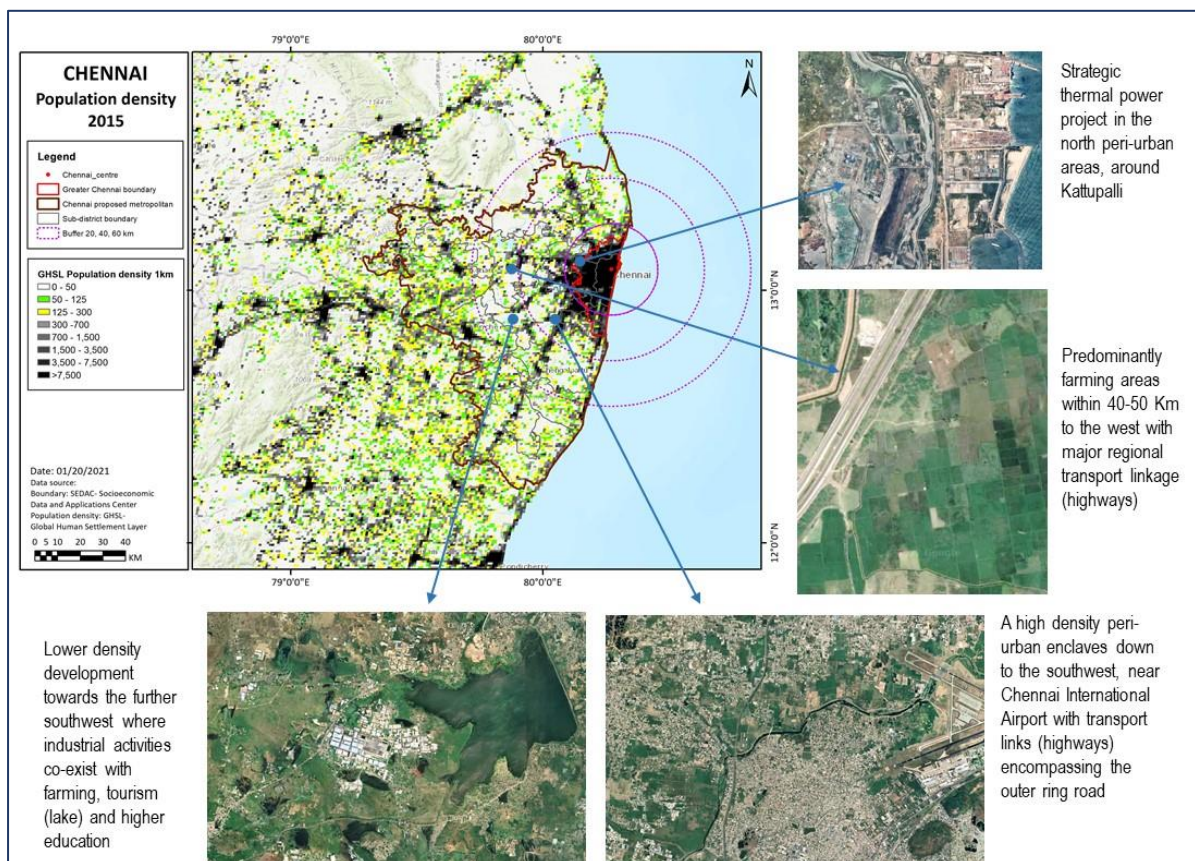 CHENNAI
Population density
2015
Legend
Chennai_centre
Greater Chennai boundary
Chennai proposed metropolitan
Sub-district boundary
Buffer 20, 40, 60 km
GHSL Population density 1km
0 - 50
50 - 125
125 - 300
300 -700
700 - 1,500
1,500 - 3,500
3,500 - 7,500
>7,500
Date: 01/20/2021
Data source:
Boundary: SEDAC- Socioeconomic
Data and Applications Center
Population density: GHSL-
Global Human Settlement Layer
0 5 10 20 30 40
KM
79°0'0"E
80°0'0"E
N
Chennai
13°0'0"N
12°0'0"N
79°0'0"E
80°0'0"E
Strategic
thermal power
project in the
north peri-urban
areas, around
Kattupalli
Predominantly
farming areas
within 40-50 Km
to the west with
major regional
transport linkage
(highways)
Lower density
development
towards the further
southwest where
industrial activities
co-exist with
farming, tourism
(lake) and higher
education
A high density peri-
urban enclaves down
to the southwest, near
Chennai International
Airport with transport
links (highways)
encompassing the
outer ring road